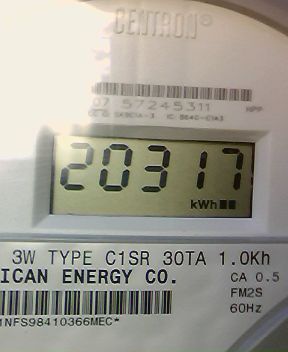 CENTRON®
07 57245311
20317
kWh
3W TYPE C1SR 30TA 1.0Kh
ICAN ENERGY CO.
CA 0.5
FM2S
60Hz
1NFS98410366MEC*